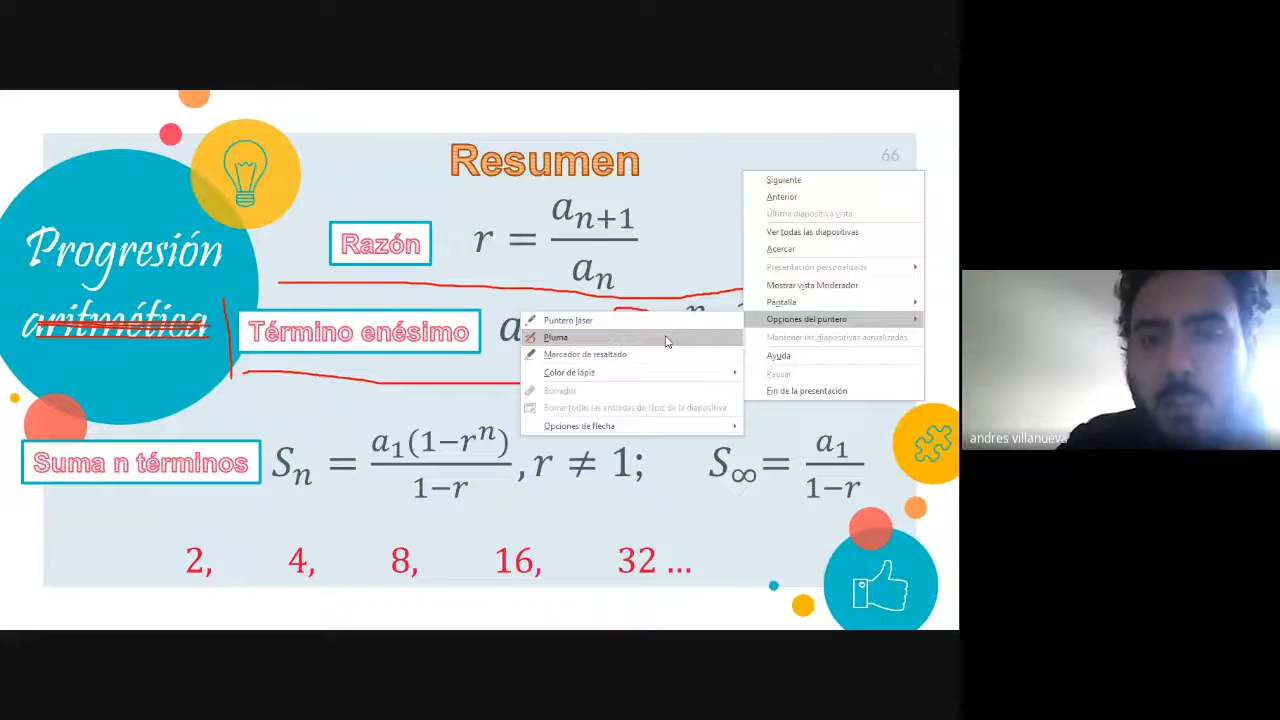 Resumen
66
Progresión
aritmética
Razón
r = a_{n+1} / a_n
Término enésimo
a
Suma n términos
S_n = a_1(1−r^n) / 1−r , r ≠ 1;
S_∞ = a_1 / 1−r
2, 4, 8, 16, 32 ...
Siguiente
Anterior
Última diapositiva vista
Ver todas las diapositivas
Acercar
Presentación personalizada
Mostrar vista Moderador
Pantalla
Opciones del puntero
Mantener las diapositivas actualizadas
Ayuda
Pausar
Fin de la presentación
Puntero láser
Pluma
Marcador de resaltado
Color de lápiz
Borrador
Borrar todas las entradas de lápiz de la diapositiva
Opciones de flecha
andres villanueva